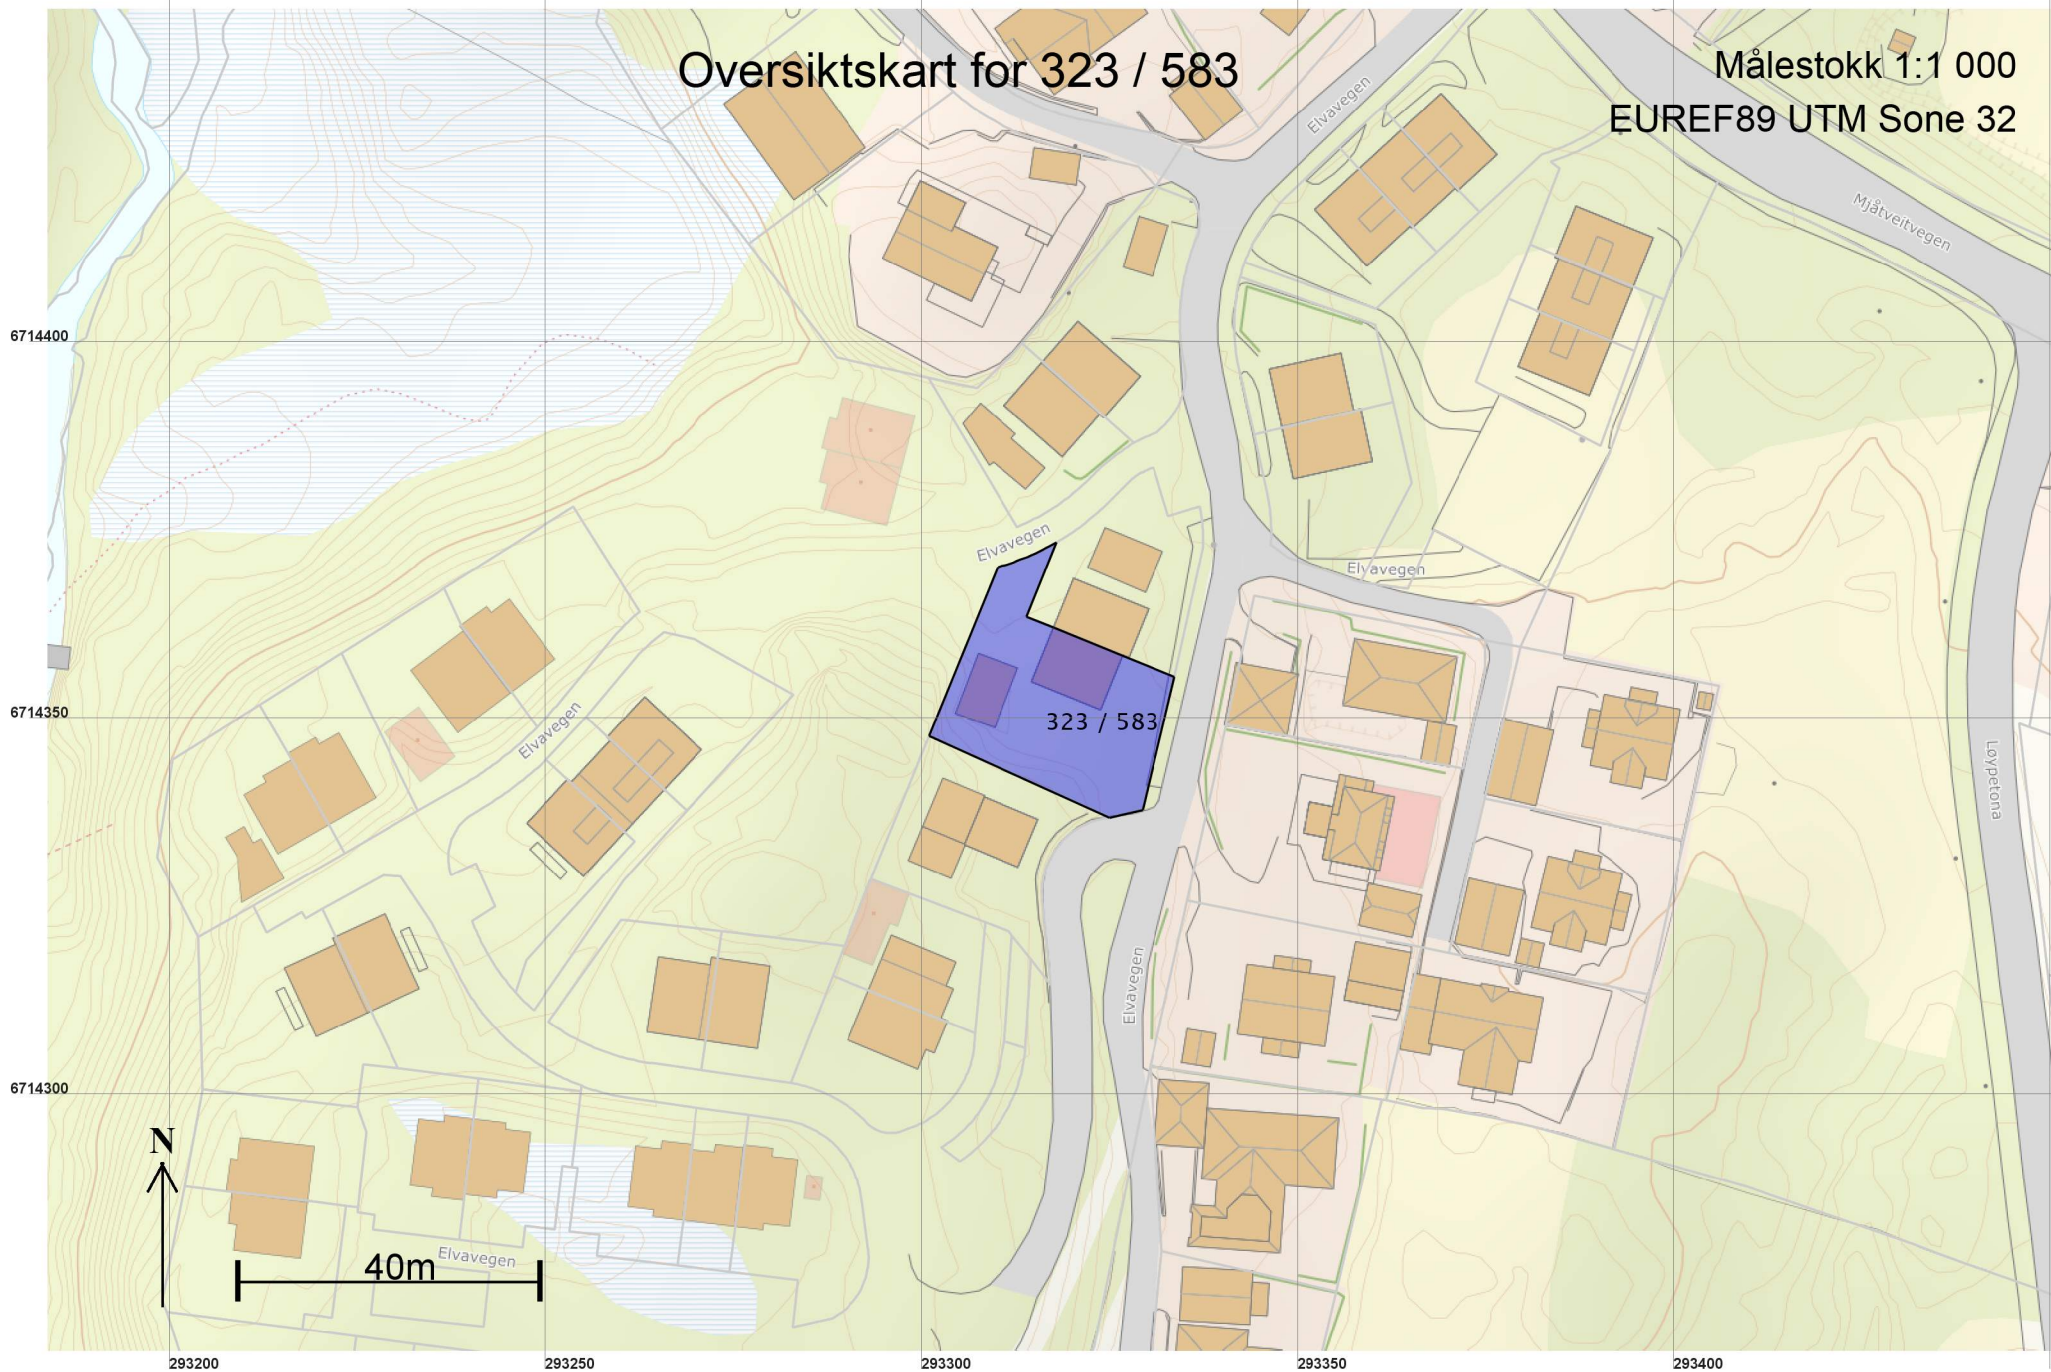 Oversiktskart for 323 / 583
Målestokk 1:1 000
EUREF89 UTM Sone 32
Elvavegen
Mjåtveitvegen
6714400
Elvavegen
Elvavegen
6714350
323 / 583
Elvavegen
Løypetona
Elvavegen
6714300
N
Elvavegen
40m
293200
293250
293300
293350
293400